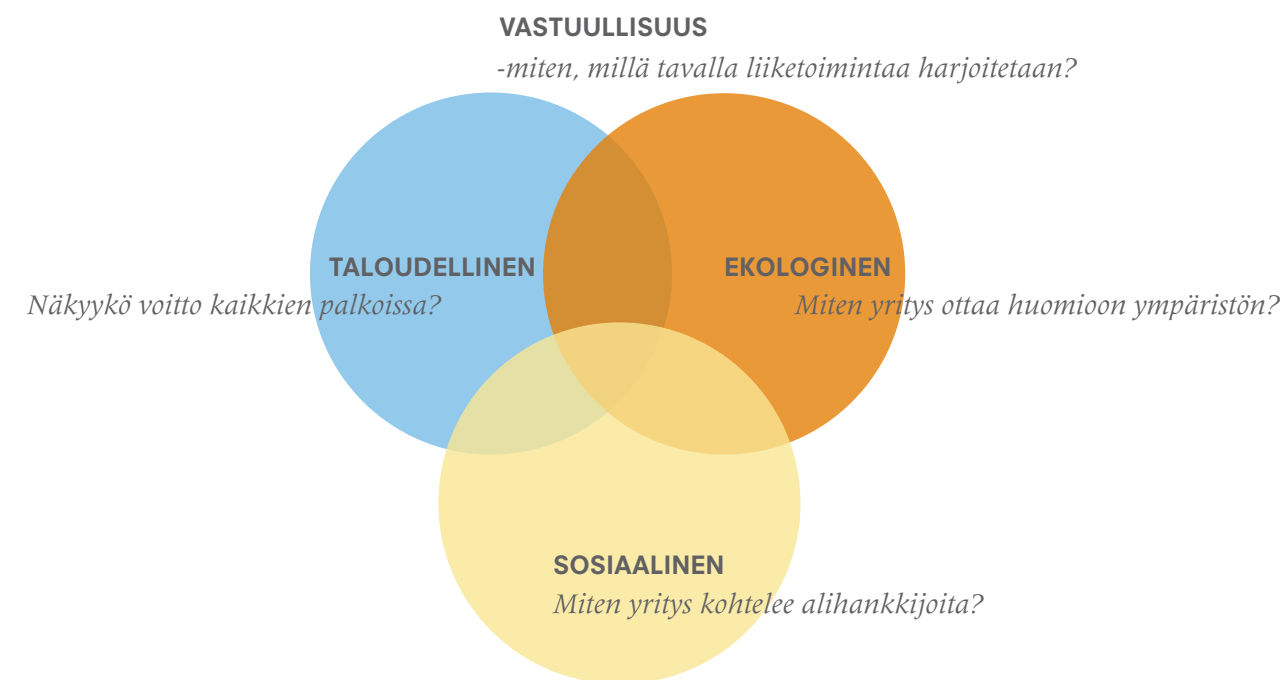 VASTUULLISUUS
-miten, millä tavalla liiketoimintaa harjoitetaan?
TALOUDELLINEN
Näkyykö voitto kaikkien palkoissa?
EKOLOGINEN
Miten yritys ottaa huomioon ympäristön?
SOSIAALINEN
Miten yritys kohtelee alihankkijoita?